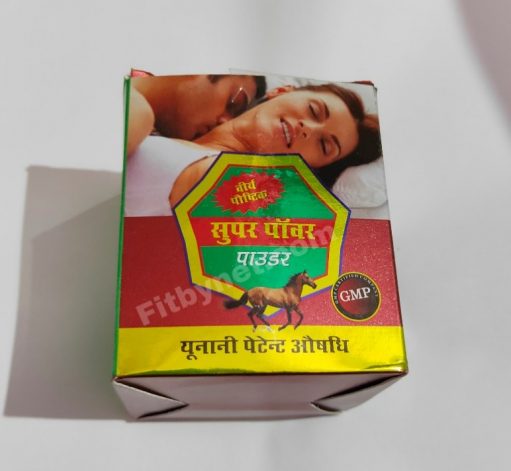 वीर्य
पौष्टिक
सुपर पॉवर
पाउडर
Fitbynet.com
GMP
यूनानी पेटेन्ट औषधि